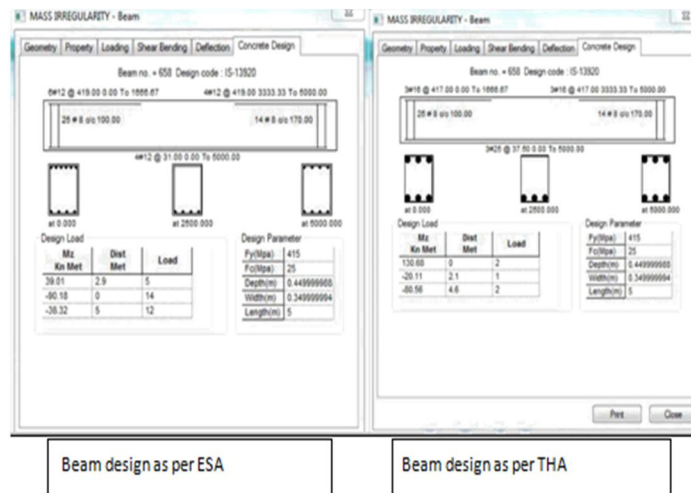 MASS IRREGULARITY - Beam
Geometry Property Loading Shear Bending Deflection Concrete Design
Beam no. = 658 Design code : IS-13920
6#12 @ 419.00 0.00 To 1666.67 4#12 @ 419.00 3333.33 To 5000.00
26 # 8 c/c 100.00 14 # 8 c/c 170.00
4#12 @ 31.00 0.00 To 5000.00
at 0.000 at 2500.000 at 5000.000
Design Load
Mz Kn Met Dist Met Load
39.01 2.9 5
-90.18 0 14
-38.32 5 12
Design Parameter
Fy(Mpa) 415
Fc(Mpa) 25
Depth(m) 0.449999988
Width(m) 0.349999994
Length(m) 5
Beam design as per ESA
MASS IRREGULARITY - Beam
Geometry Property Loading Shear Bending Deflection Concrete Design
Beam no. = 658 Design code : IS-13920
3#16 @ 417.00 0.00 To 1666.67 3#16 @ 417.00 3333.33 To 5000.00
26 # 8 c/c 100.00 14 # 8 c/c 170.00
3#25 @ 37.50 0.00 To 5000.00
at 0.000 at 2500.000 at 5000.000
Design Load
Mz Kn Met Dist Met Load
130.68 0 2
-20.11 2.1 1
-80.56 4.6 2
Design Parameter
Fy(Mpa) 415
Fc(Mpa) 25
Depth(m) 0.449999988
Width(m) 0.349999994
Length(m) 5
Print Close
Beam design as per THA